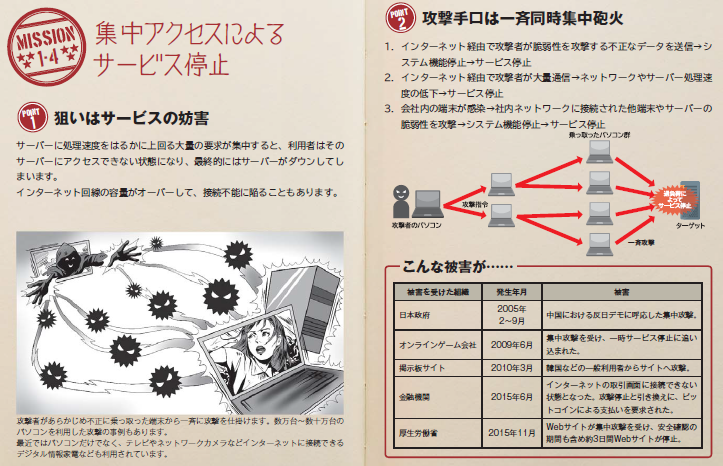 MISSION
1-4
集中アクセスによる
サービス停止
POINT
1
狙いはサービスの妨害
サーバーに処理速度をはるかに上回る大量の要求が集中すると、利用者はその
サーバーにアクセスできない状態になり、最終的にはサーバーがダウンしてし
まいます。
インターネット回線の容量がオーバーして、接続不能に陥ることもあります。
攻撃者があらかじめ不正に乗っ取った端末から一斉に攻撃を仕掛けます。数万台〜数十万台の
パソコンを利用した攻撃の事例もあります。
最近ではパソコンだけでなく、テレビやネットワークカメラなどインターネットに接続できる
デジタル情報家電なども利用されています。
POINT
2
攻撃手口は一斉同時集中砲火
1. インターネット経由で攻撃者が脆弱性を攻撃する不正なデータを送信→シ
ステム機能停止→サービス停止
2. インターネット経由で攻撃者が大量通信→ネットワークやサーバー処理速
度の低下→サービス停止
3. 会社内の端末が感染→社内ネットワークに接続された他端末やサーバーの
脆弱性を攻撃→システム機能停止→サービス停止
乗っ取ったパソコン群
攻撃指令
攻撃者のパソコン
過負荷に
よって
サービス停止
ターゲット
一斉攻撃
こんな被害が……
被害を受けた組織 発生年月 被害
日本政府 2005年 2〜9月 中国における反日デモに呼応した集中攻撃。
オンラインゲーム会社 2009年6月 集中攻撃を受け、一時サービス停止に追い
込まれた。
掲示板サイト 2010年3月 韓国などの一般利用者からサイトへ攻撃。
金融機関 2015年6月 インターネットの取引画面に接続できない
状態となった。攻撃停止と引き換えに、ビッ
トコインによる支払いを要求された。
厚生労働省 2015年11月 Webサイトが集中攻撃を受け、安全確認の
期間も含め約3日間Webサイトが停止。